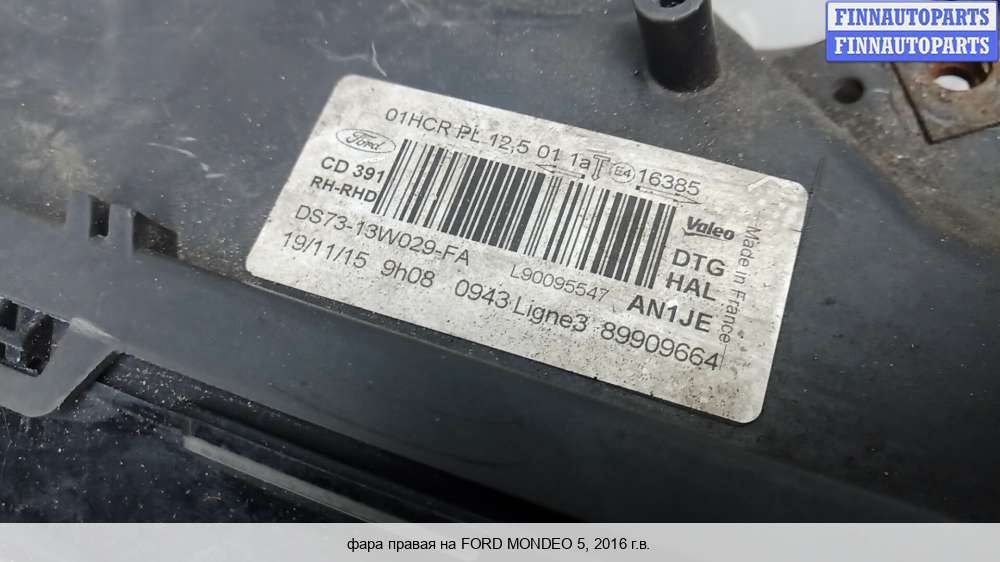 FINNAUTOPARTS
FINNAUTOPARTS
01HCR PL 12,5 01 1a E4 16385
Ford
CD 391
RH-RHD
Valeo
DTG
HAL
AN1JE
Made in France
DS73-13W029-FA
L90095547
19/11/15 9h08 0943 Ligne3 89909664
фара правая на FORD MONDEO 5, 2016 г.в.